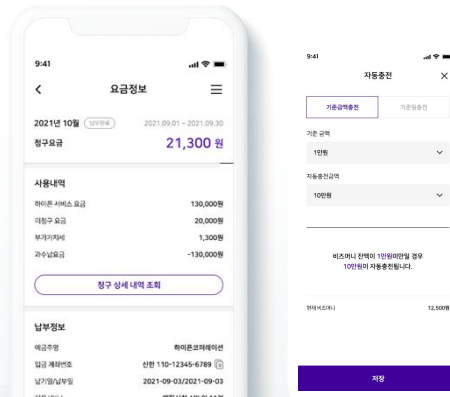 9:41
요금정보
2021년 10월 납부완료 2021.09.01 ~ 2021.09.30
청구요금 21,300 원
사용내역
하이폰 서비스 요금 130,000원
미청구 요금 20,000원
부가가치세 1,300원
과수납요금 -130,000원
청구 상세 내역 조회
납부정보
예금주명 하이폰코퍼레이션
입금 계좌번호 신한 110-12345-6789
납기일/납부일 2021-09-03/2021-09-03
9:41
자동충전
기준금액충전 기준일충전
기준 금액
1만원
자동충전금액
10만원
비즈머니 잔액이 1만원미만일 경우
10만원이 자동충전됩니다.
현재 비즈머니 12,500원
저장